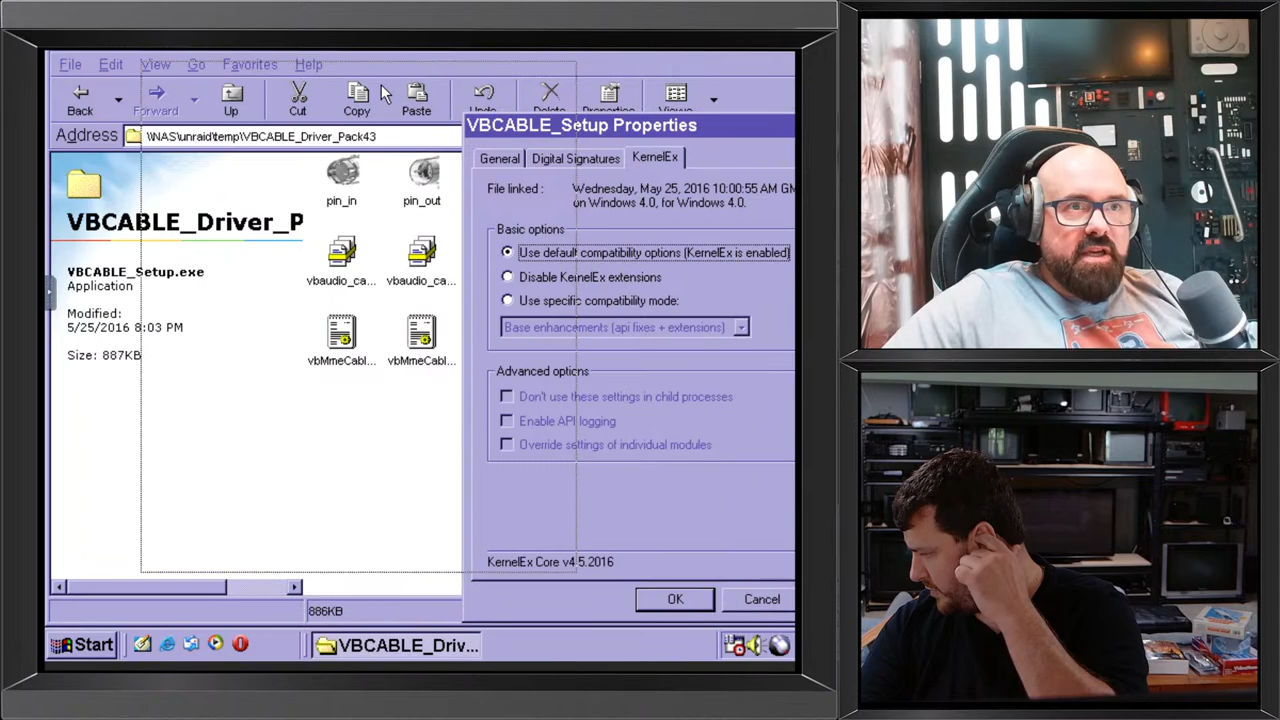 File Edit View Go Favorites Help
Back Forward Up Cut Copy Paste Undo Delete Properties Views
Address \\NAS\unraid\temp\VBCABLE_Driver_Pack43
VBCABLE_Driver_P
VBCABLE_Setup.exe
Application
Modified:
5/25/2016 8:03 PM
Size: 887KB
pin_in pin_out
vbaudio_ca... vbaudio_ca...
vbMmeCabl... vbMmeCabl...
886KB
VBCABLE_Setup Properties
General Digital Signatures KernelEx
File linked : Wednesday, May 25, 2016 10:00:55 AM GM
on Windows 4.0, for Windows 4.0.
Basic options
Use default compatibility options (KernelEx is enabled)
Disable KernelEx extensions
Use specific compatibility mode:
Base enhancements (api fixes + extensions)
Advanced options
Don't use these settings in child processes
Enable API logging
Override settings of individual modules
KernelEx Core v4.5.2016
OK Cancel
Start VBCABLE_Driv...